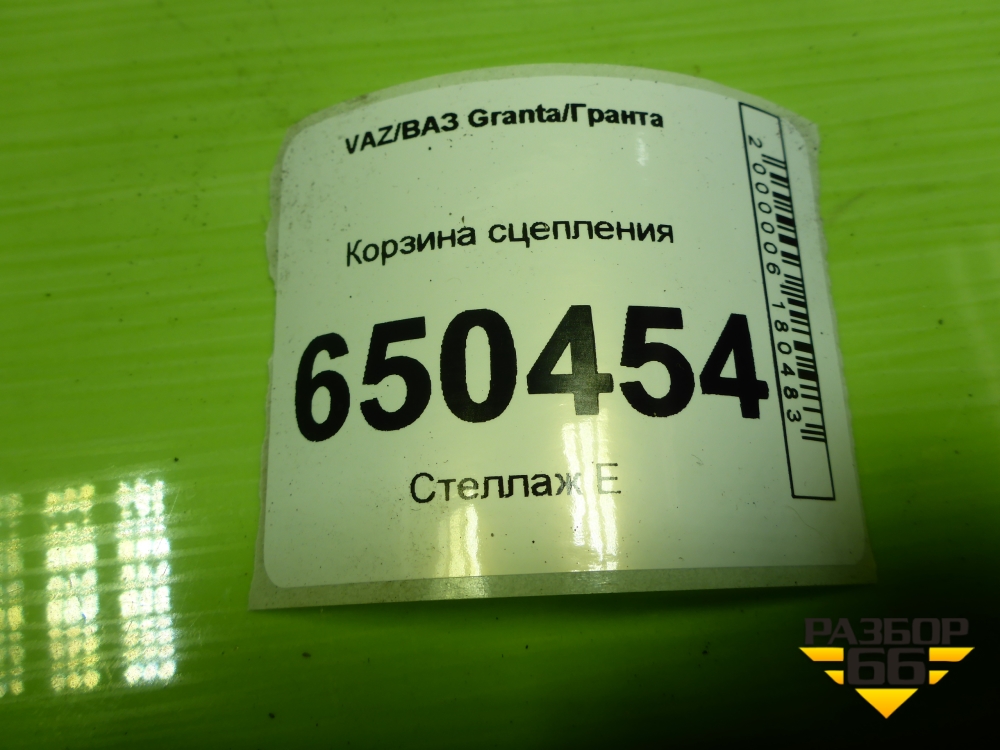 VAZ/ВАЗ Granta/Гранта
Корзина сцепления
650454
Стеллаж Е
2000006180483
РАЗБОР
66